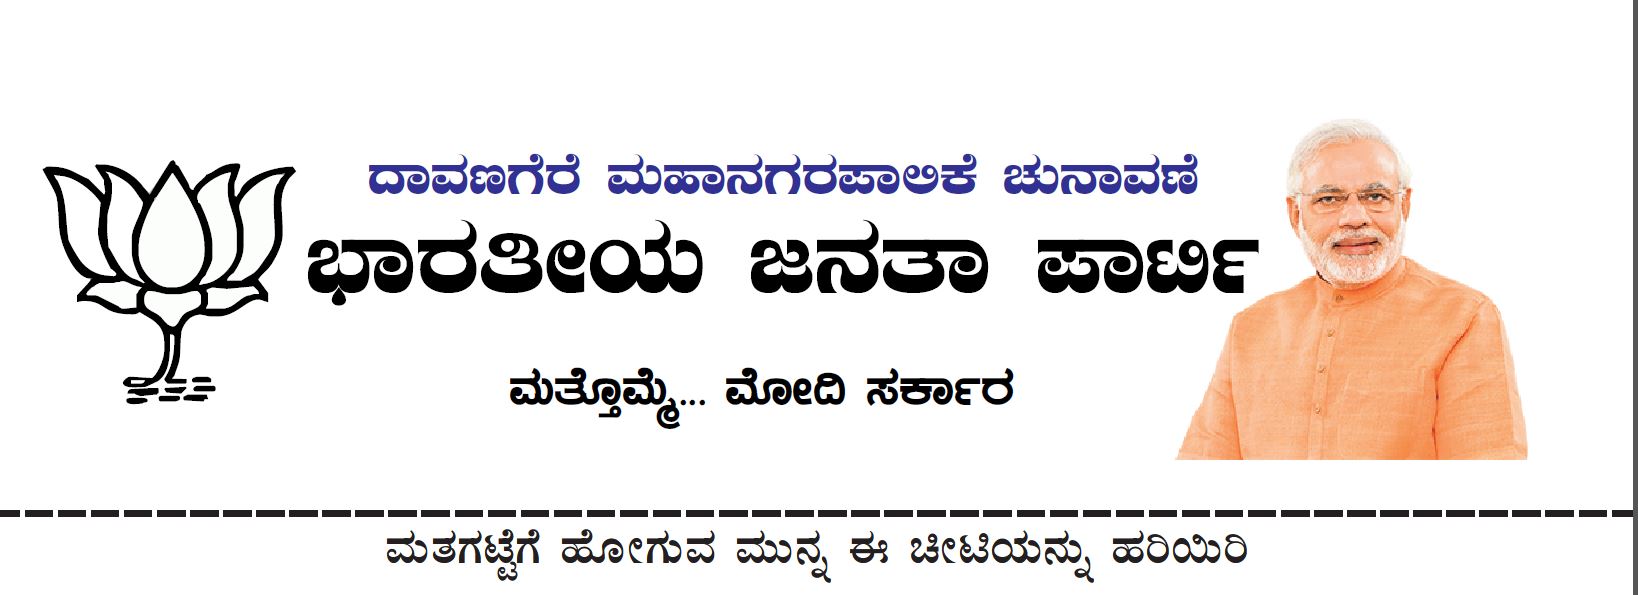 ದಾವಣಗೆರೆ ಮಹಾನಗರಪಾಲಿಕೆ ಚುನಾವಣೆ
ಭಾರತೀಯ ಜನತಾ ಪಾರ್ಟಿ
ಮತ್ತೊಮ್ಮೆ... ಮೋದಿ ಸರ್ಕಾರ
ಮತಗಟ್ಟೆಗೆ ಹೋಗುವ ಮುನ್ನ ಈ ಚೀಟಿಯನ್ನು ಹರಿಯಿರಿ